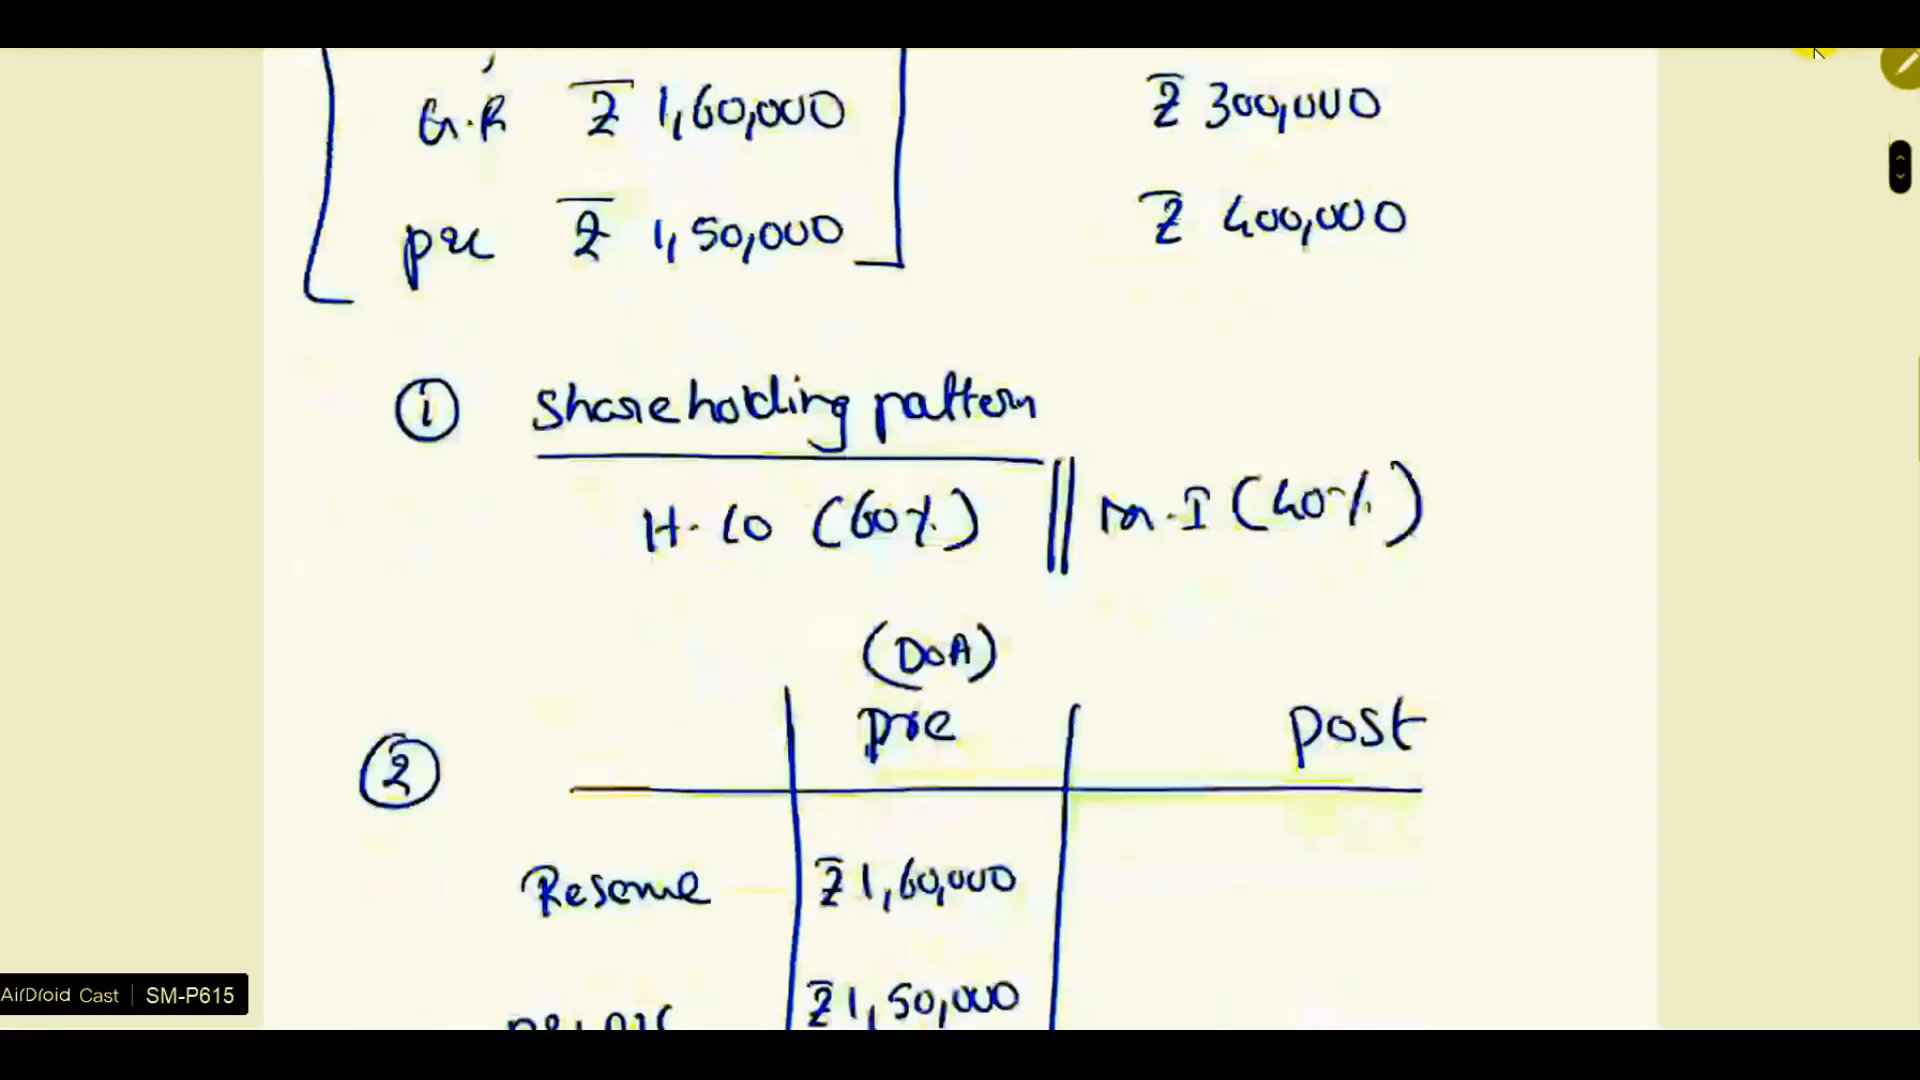 G.R ₹ 1,60,000 ₹ 300,000
P&L ₹ 1,50,000 ₹ 400,000
① Shareholding pattern
H.Co (60%) || M.I (40%)
(DOA)
② pre post
Reserve ₹ 1,60,000
₹ 1,50,000
AirDroid Cast | SM-P615